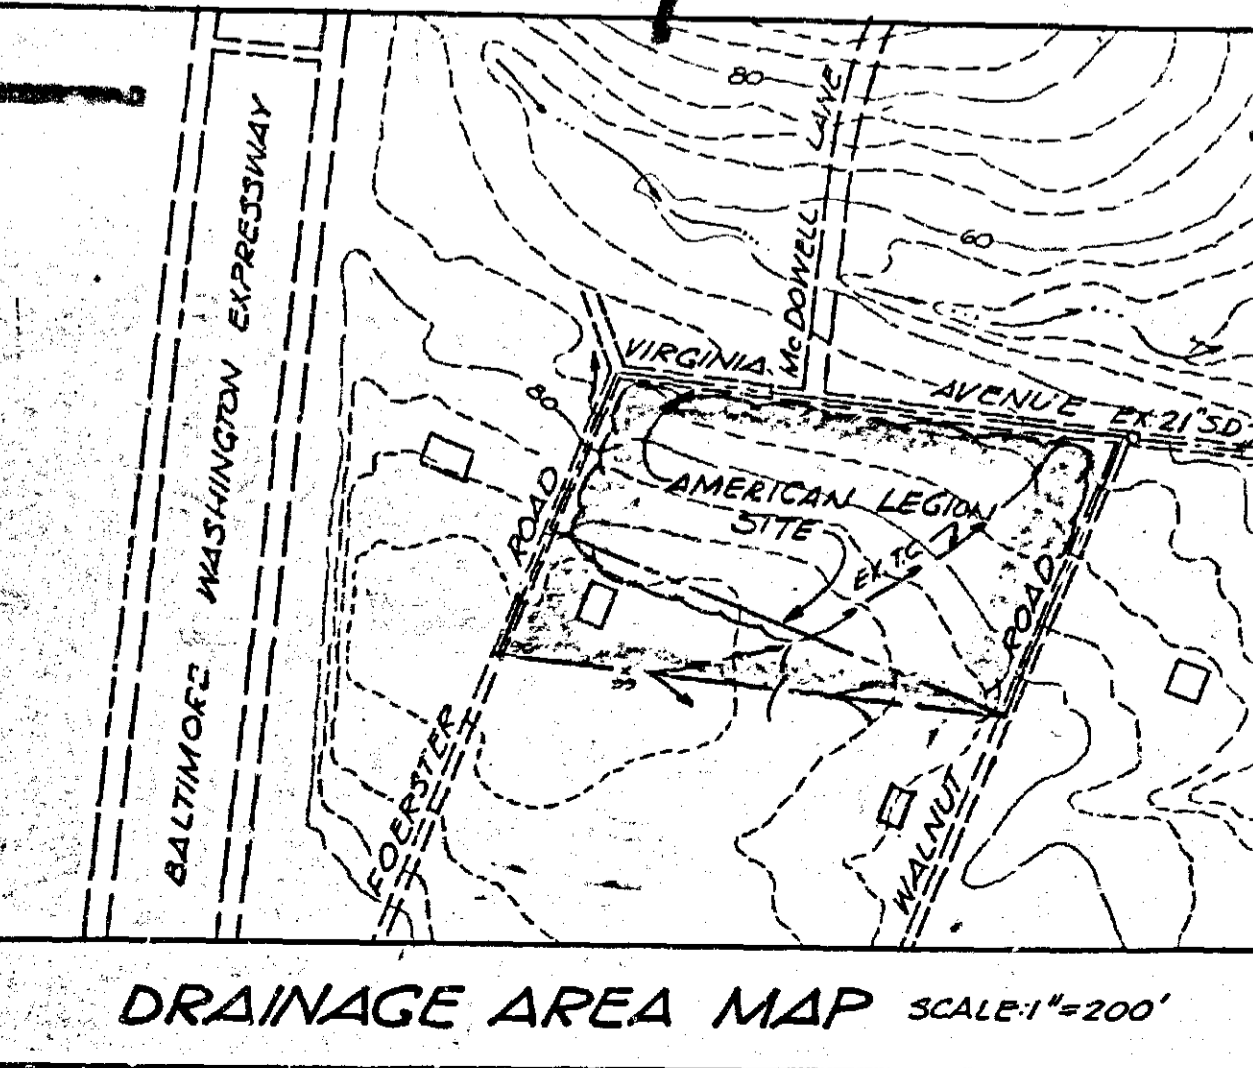 80
McDOWELL LANE
60
BALTIMORE WASHINGTON EXPRESSWAY
VIRGINIA AVENUE
EX. 21" S.D.
80
AMERICAN LEGION
SITE
EX. T.C.
FOERSTER ROAD
WALNUT ROAD
DRAINAGE AREA MAP SCALE: 1"=200'